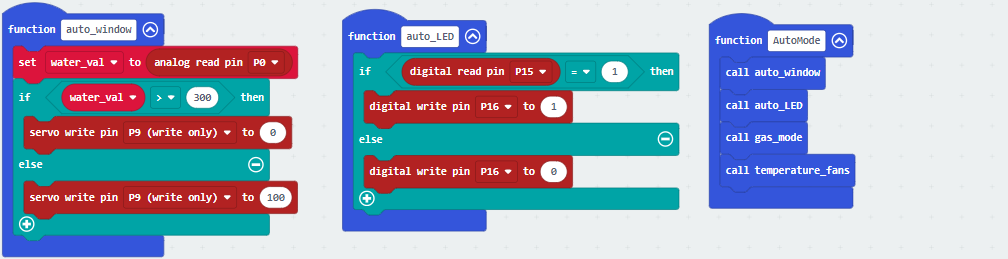 function auto_window
set water_val to analog read pin P0
if water_val > 300 then
servo write pin P9 (write only) to 0
else
servo write pin P9 (write only) to 100
function auto_LED
if digital read pin P15 = 1 then
digital write pin P16 to 1
else
digital write pin P16 to 0
function AutoMode
call auto_window
call auto_LED
call gas_mode
call temperature_fans